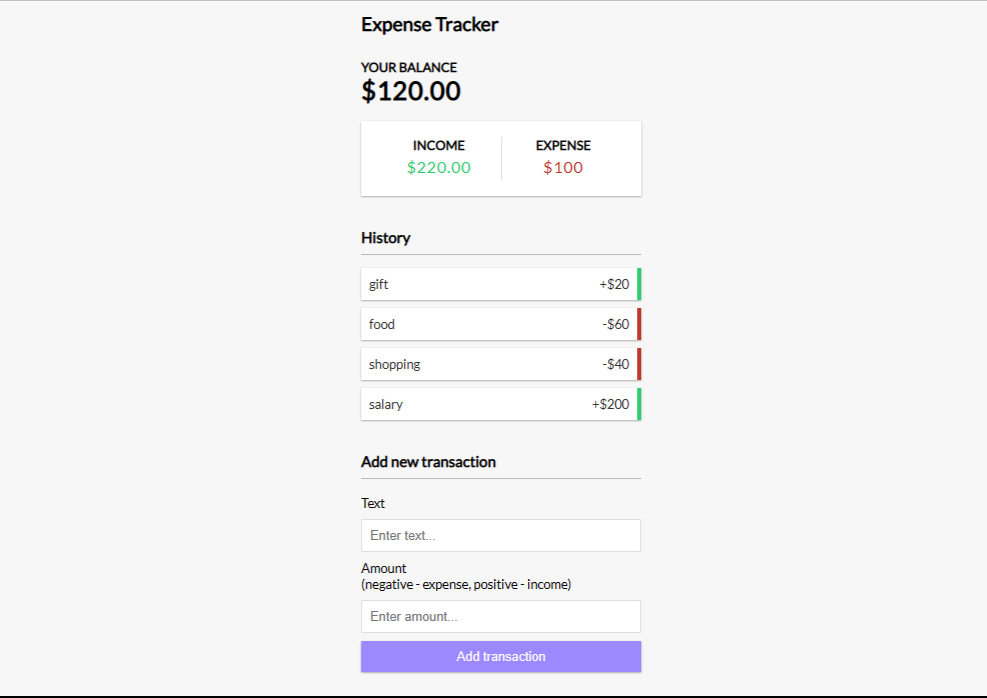 Expense Tracker
YOUR BALANCE
$120.00
INCOME EXPENSE
$220.00 $100
History
gift +$20
food -$60
shopping -$40
salary +$200
Add new transaction
Text
Enter text...
Amount
(negative - expense, positive - income)
Enter amount...
Add transaction